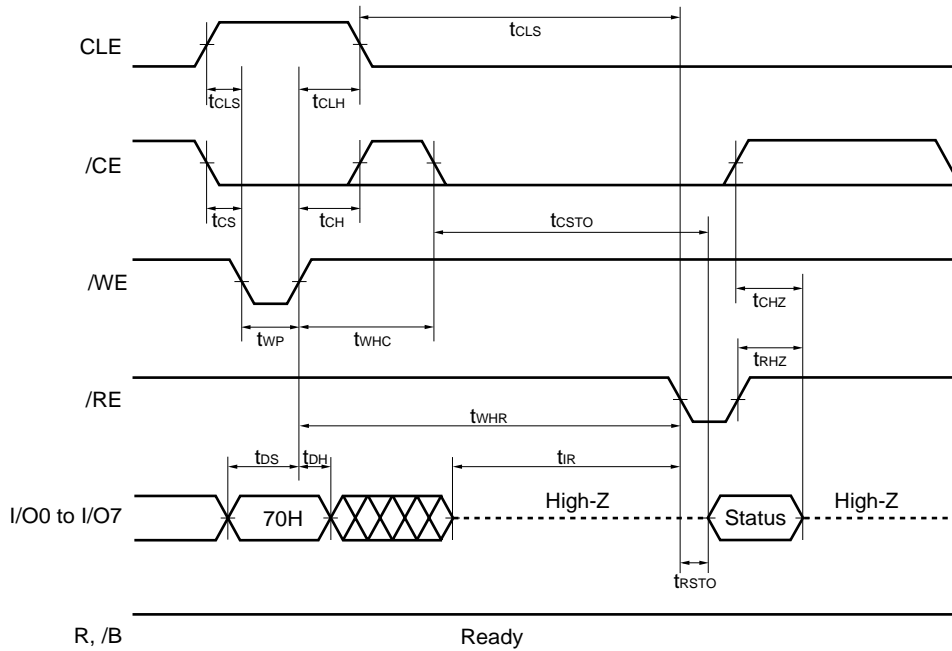 tCLS
CLE
tCLS
tCLH
/CE
tCS
tCH
tCSTO
/WE
tCHZ
tWP
tWHC
tRHZ
/RE
tWHR
tDS
tDH
tIR
High-Z
High-Z
I/O0 to I/O7
70H
Status
tRSTO
R, /B
Ready